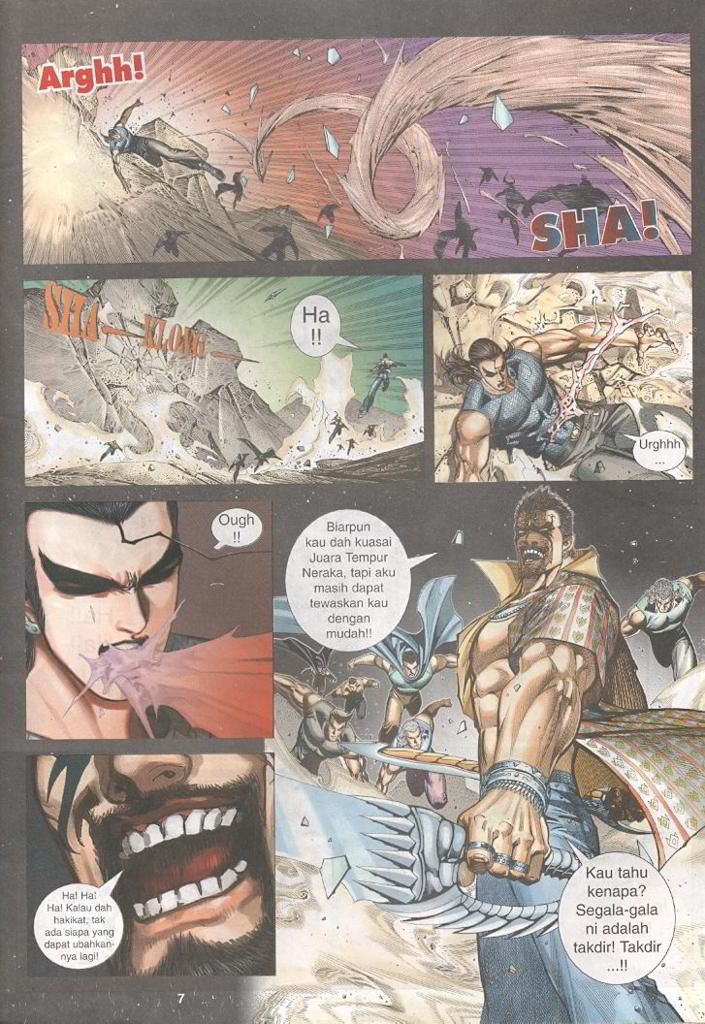 Arghh!
SHA!
SHA—KLONG—
Ha
!!
Urghhh
...
Ough
!!
Biarpun
kau dah kuasai
Juara Tempur
Neraka, tapi aku
masih dapat
tewaskan kau
dengan
mudah!!
Ha! Ha!
Ha! Kalau dah
hakikat, tak
ada siapa yang
dapat ubahkan-
nya lagi!
Kau tahu
kenapa?
Segala-gala
ni adalah
takdir! Takdir
...!!
7